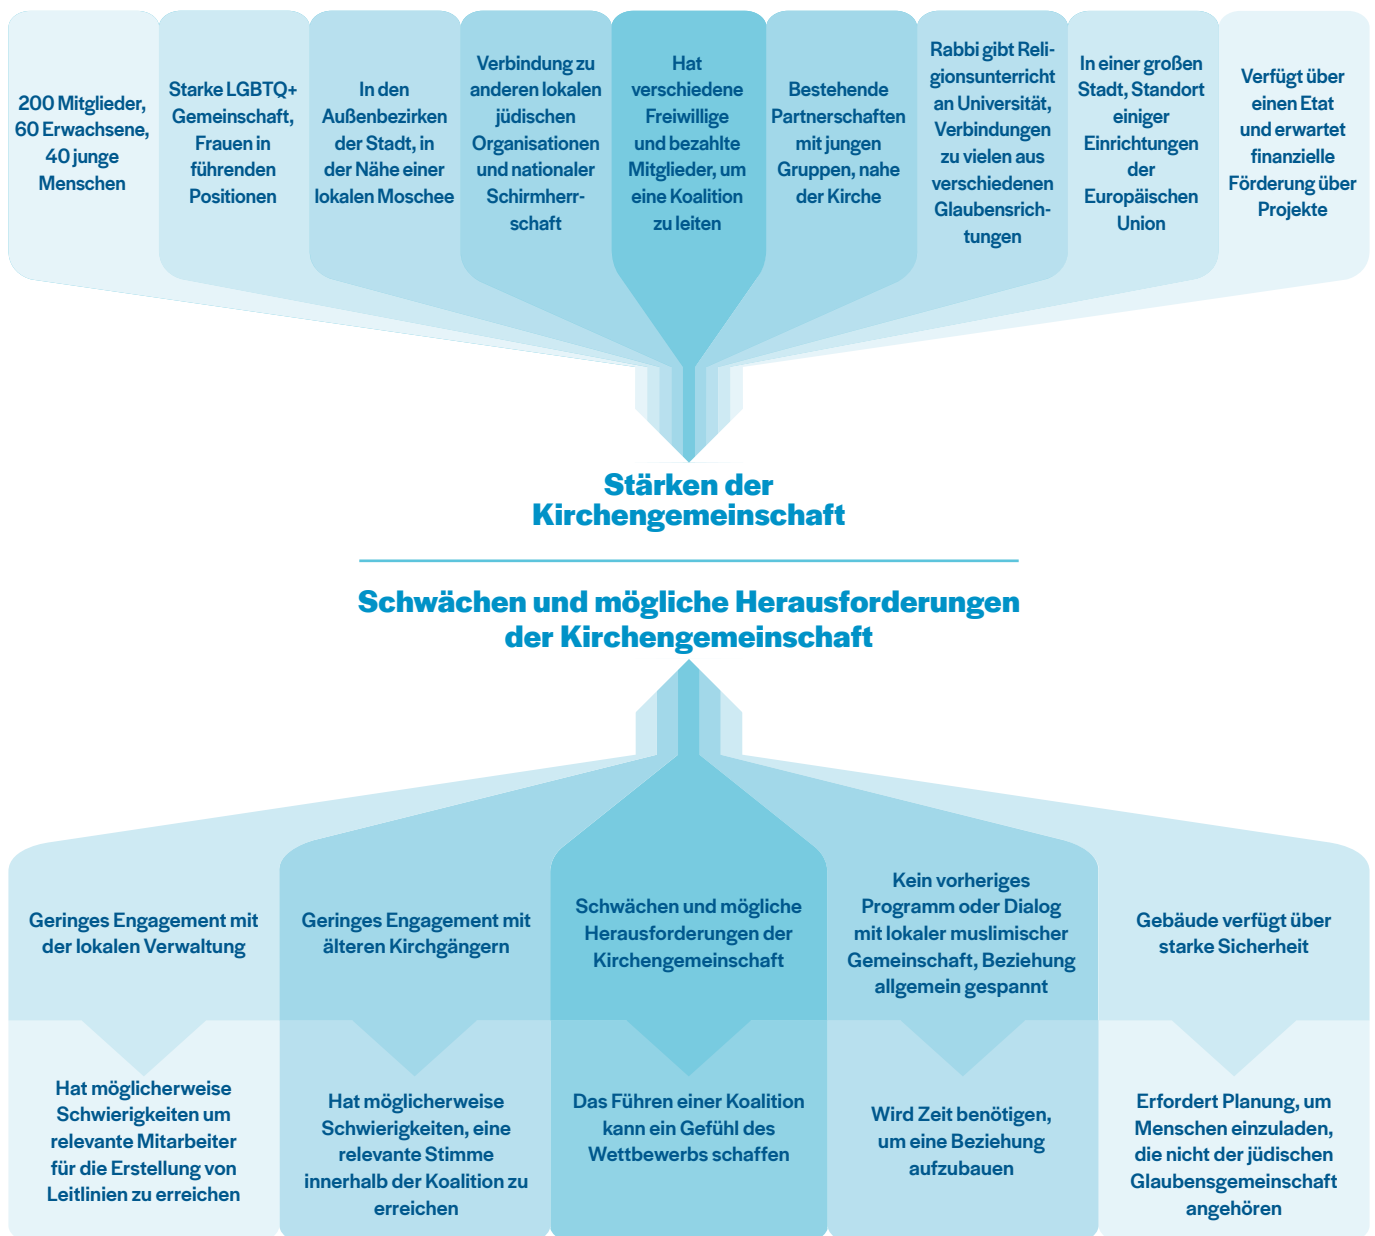 200 Mitglieder,
60 Erwachsene,
40 junge
Menschen
Starke LGBTQ+
Gemeinschaft,
Frauen in
führenden
Positionen
In den
Außenbezirken
der Stadt, in
der Nähe einer
lokalen Moschee
Verbindung zu
anderen lokalen
jüdischen
Organisationen
und nationaler
Schirmherr-
schaft
Hat
verschiedene
Freiwillige
und bezahlte
Mitglieder, um
eine Koalition
zu leiten
Bestehende
Partnerschaften
mit jungen
Gruppen, nahe
der Kirche
Rabbi gibt Reli-
gionsunterricht
an Universität,
Verbindungen
zu vielen aus
verschiedenen
Glaubensrich-
tungen
In einer großen
Stadt, Standort
einiger
Einrichtungen
der
Europäischen
Union
Verfügt über
einen Etat
und erwartet
finanzielle
Förderung über
Projekte
Stärken der
Kirchengemeinschaft
Schwächen und mögliche Herausforderungen
der Kirchengemeinschaft
Geringes Engagement mit
der lokalen Verwaltung
Geringes Engagement mit
älteren Kirchgängern
Schwächen und mögliche
Herausforderungen der
Kirchengemeinschaft
Kein vorheriges
Programm oder Dialog
mit lokaler muslimischer
Gemeinschaft, Beziehung
allgemein gespannt
Gebäude verfügt über
starke Sicherheit
Hat möglicherweise
Schwierigkeiten um
relevante Mitarbeiter
für die Erstellung von
Leitlinien zu erreichen
Hat möglicherweise
Schwierigkeiten, eine
relevante Stimme
innerhalb der Koalition zu
erreichen
Das Führen einer Koalition
kann ein Gefühl des
Wettbewerbs schaffen
Wird Zeit benötigen,
um eine Beziehung
aufzubauen
Erfordert Planung, um
Menschen einzuladen,
die nicht der jüdischen
Glaubensgemeinschaft
angehören